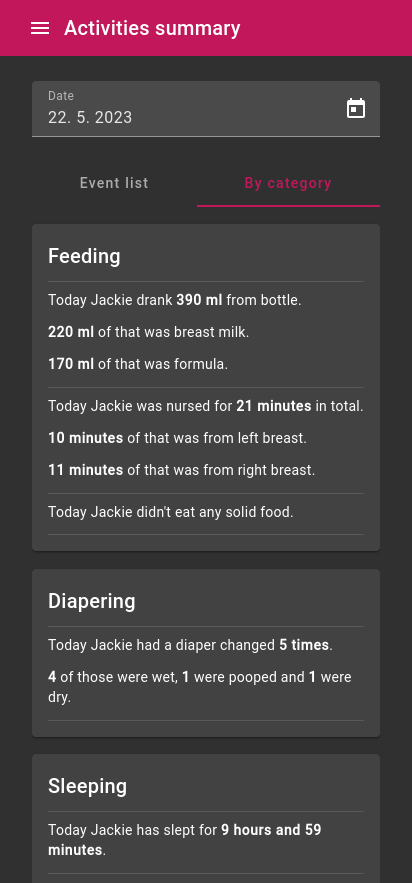 Activities summary
Date
22. 5. 2023
Event list
By category
Feeding
Today Jackie drank 390 ml from bottle.
220 ml of that was breast milk.
170 ml of that was formula.
Today Jackie was nursed for 21 minutes in total.
10 minutes of that was from left breast.
11 minutes of that was from right breast.
Today Jackie didn't eat any solid food.
Diapering
Today Jackie had a diaper changed 5 times.
4 of those were wet, 1 were pooped and 1 were
dry.
Sleeping
Today Jackie has slept for 9 hours and 59
minutes.